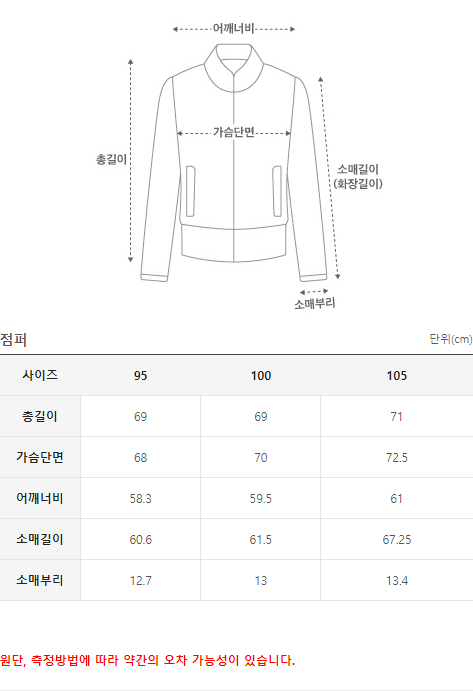 어깨너비
가슴단면
총길이
소매길이
(화장길이)
소매부리
점퍼 단위(cm)
사이즈 95 100 105
총길이 69 69 71
가슴단면 68 70 72.5
어깨너비 58.3 59.5 61
소매길이 60.6 61.5 67.25
소매부리 12.7 13 13.4
원단, 측정방법에 따라 약간의 오차 가능성이 있습니다.